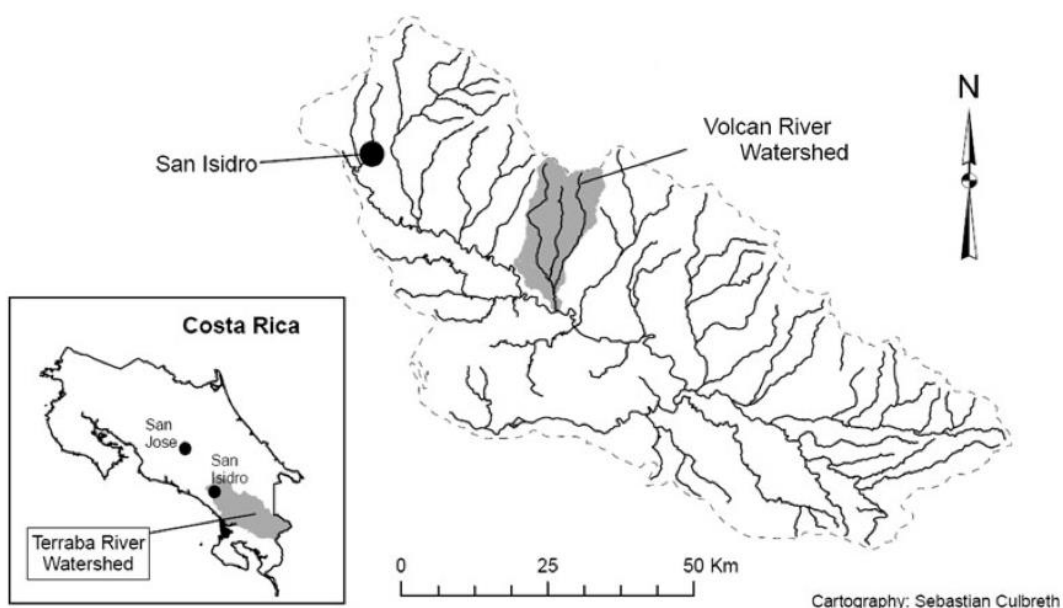 N
Volcan River
Watershed
San Isidro
Costa Rica
San
Jose
San
Isidro
Terraba River
Watershed
0 25 50 Km
Cartography: Sebastian Culbreth